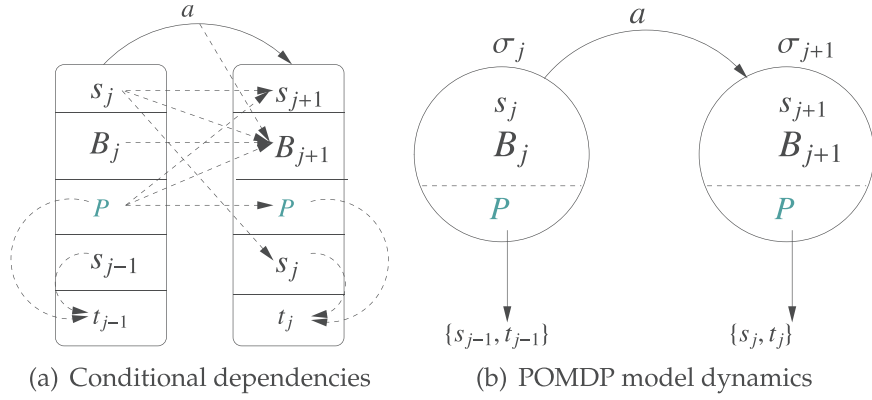 a
s_j s_{j+1}
B_j B_{j+1}
P P
s_{j-1} s_j
t_{j-1} t_j
(a) Conditional dependencies
a
σ_j σ_{j+1}
s_j s_{j+1}
B_j B_{j+1}
P P
{s_{j-1}, t_{j-1}} {s_j, t_j}
(b) POMDP model dynamics